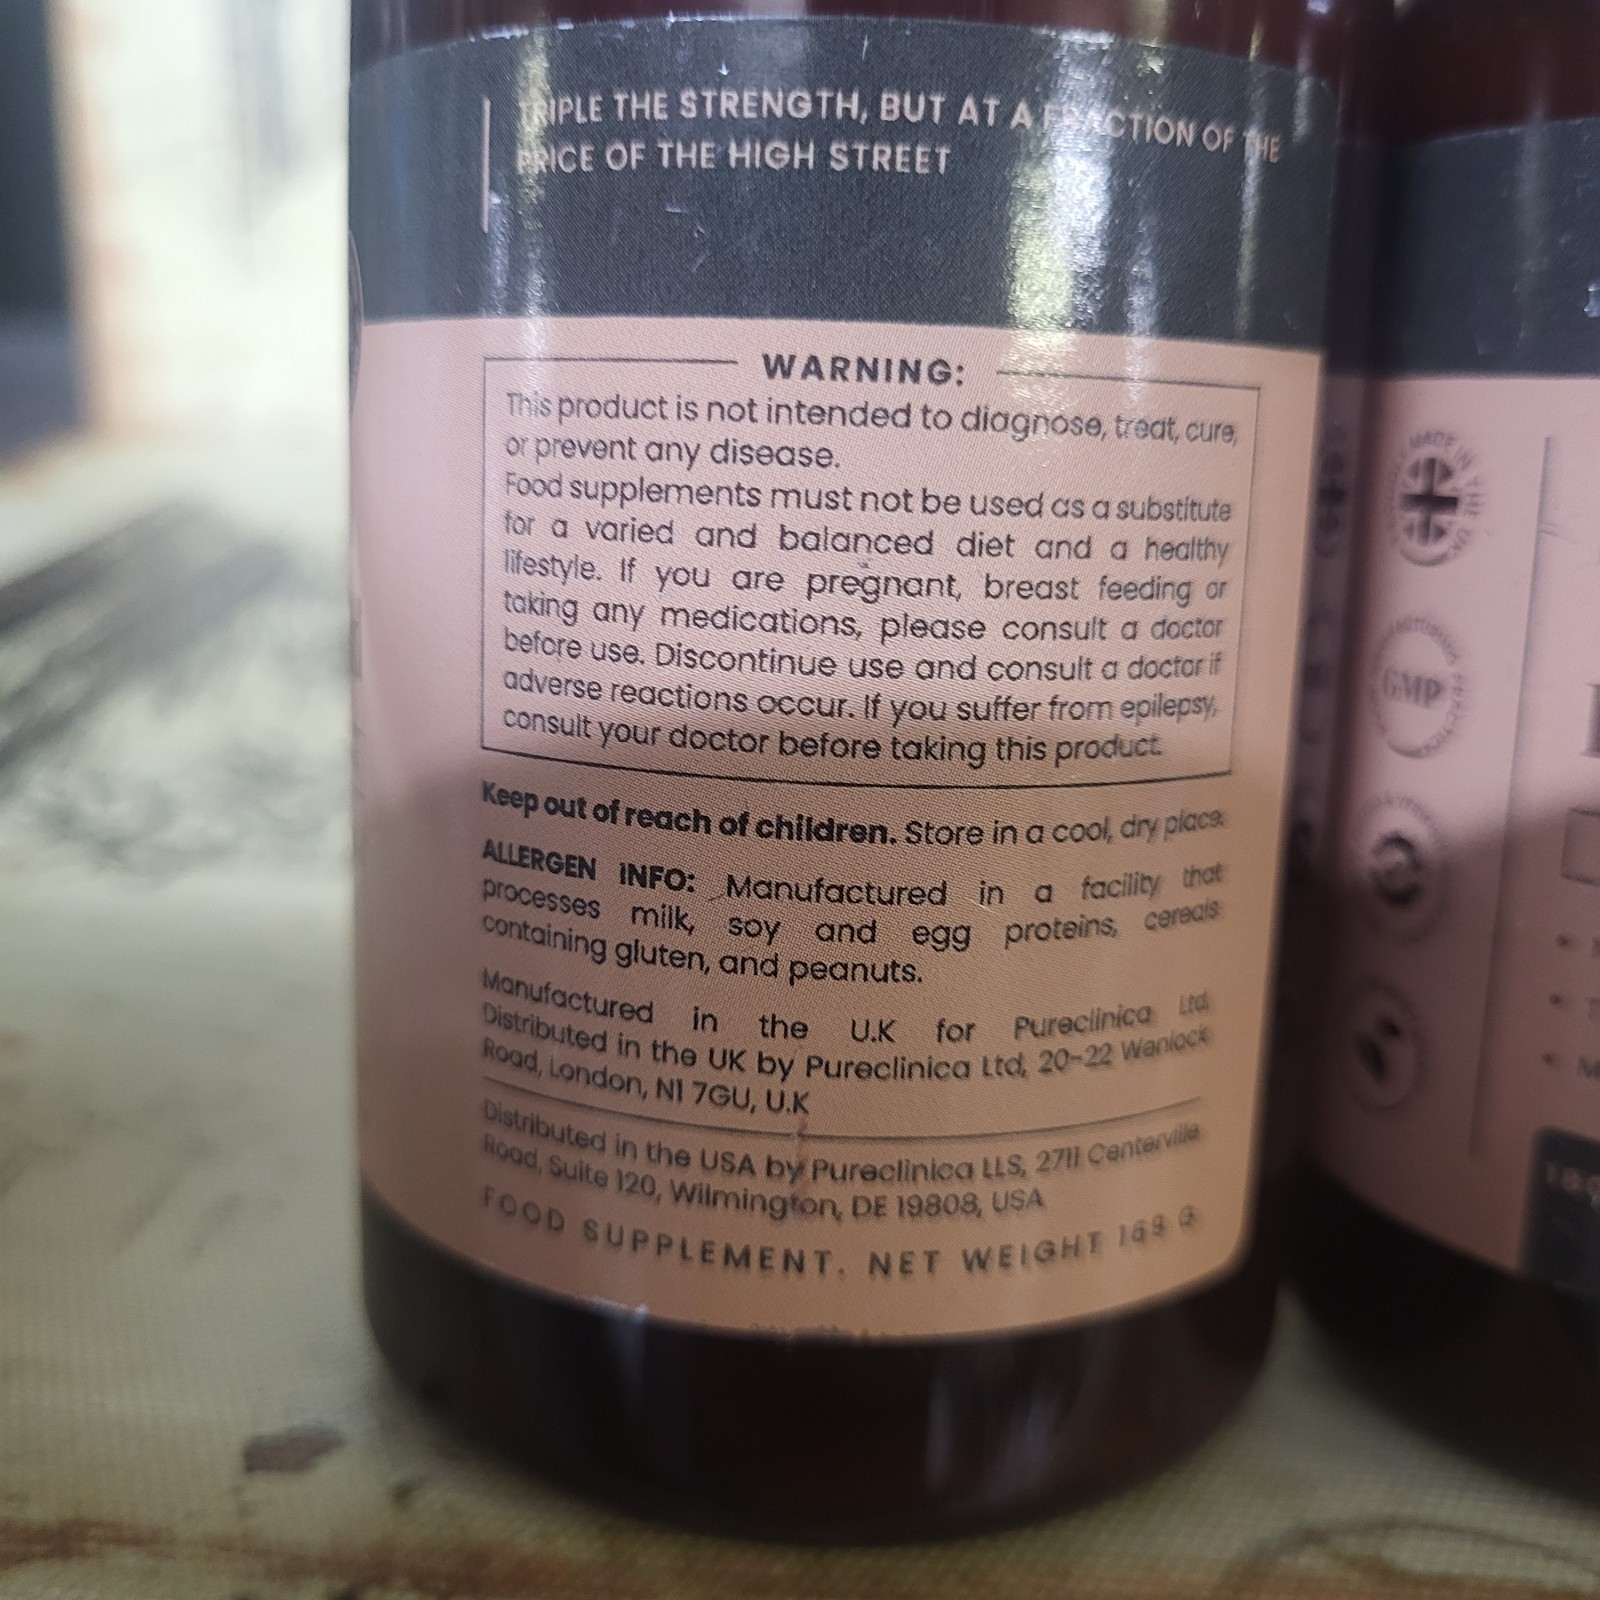 TRIPLE THE STRENGTH, BUT AT A FRACTION OF THE
PRICE OF THE HIGH STREET
WARNING:
This product is not intended to diagnose, treat, cure,
or prevent any disease.
Food supplements must not be used as a substitute
for a varied and balanced diet and a healthy
lifestyle. If you are pregnant, breast feeding or
taking any medications, please consult a doctor
before use. Discontinue use and consult a doctor if
adverse reactions occur. If you suffer from epilepsy,
consult your doctor before taking this product.
Keep out of reach of children. Store in a cool, dry place.
ALLERGEN INFO: Manufactured in a facility that
processes milk, soy and egg proteins, cereals
containing gluten, and peanuts.
Manufactured in the U.K for Pureclinica Ltd.
Distributed in the UK by Pureclinica Ltd, 20-22 Wenlock
Road, London, N1 7GU, U.K
Distributed in the USA by Pureclinica LLS, 2711 Centerville
Road, Suite 120, Wilmington, DE 19808, USA
FOOD SUPPLEMENT. NET WEIGHT G
MADE IN THE UK
GMP